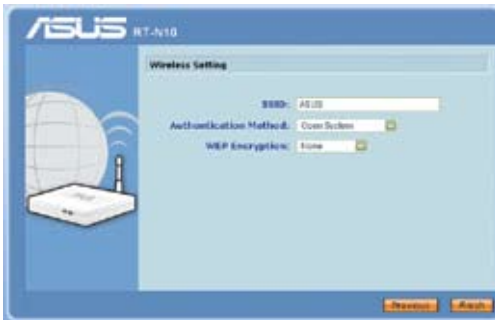 ASUS RT-N10
Wireless Setting
SSID: ASUS
Authentication Method: Open System
WEP Encryption: None
Previous Finish